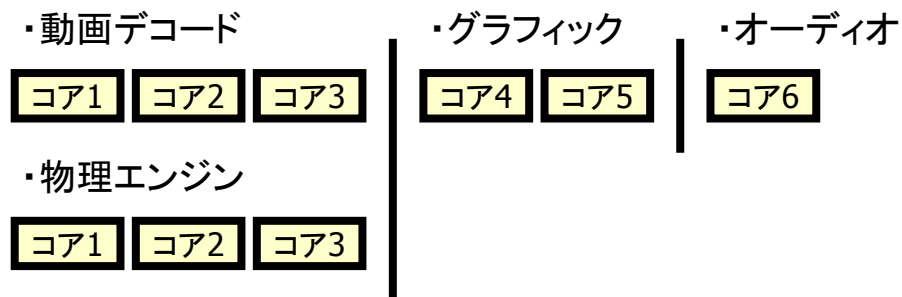 ・動画デコード
コア1 コア2 コア3
・物理エンジン
コア1 コア2 コア3
・グラフィック
コア4 コア5
・オーディオ
コア6